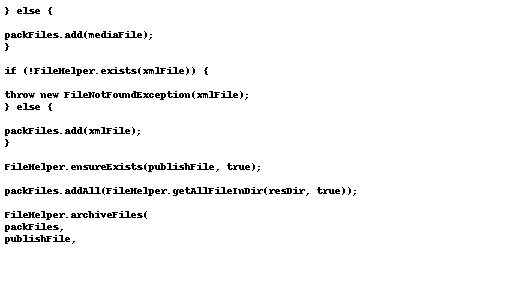 } else {
packFiles.add(mediaFile);
}
if (!FileHelper.exists(xmlFile)) {
throw new FileNotFoundException(xmlFile);
} else {
packFiles.add(xmlFile);
}
FileHelper.ensureExists(publishFile, true);
packFiles.addAll(FileHelper.getAllFileInDir(resDir, true));
FileHelper.archiveFiles(
packFiles,
publishFile,